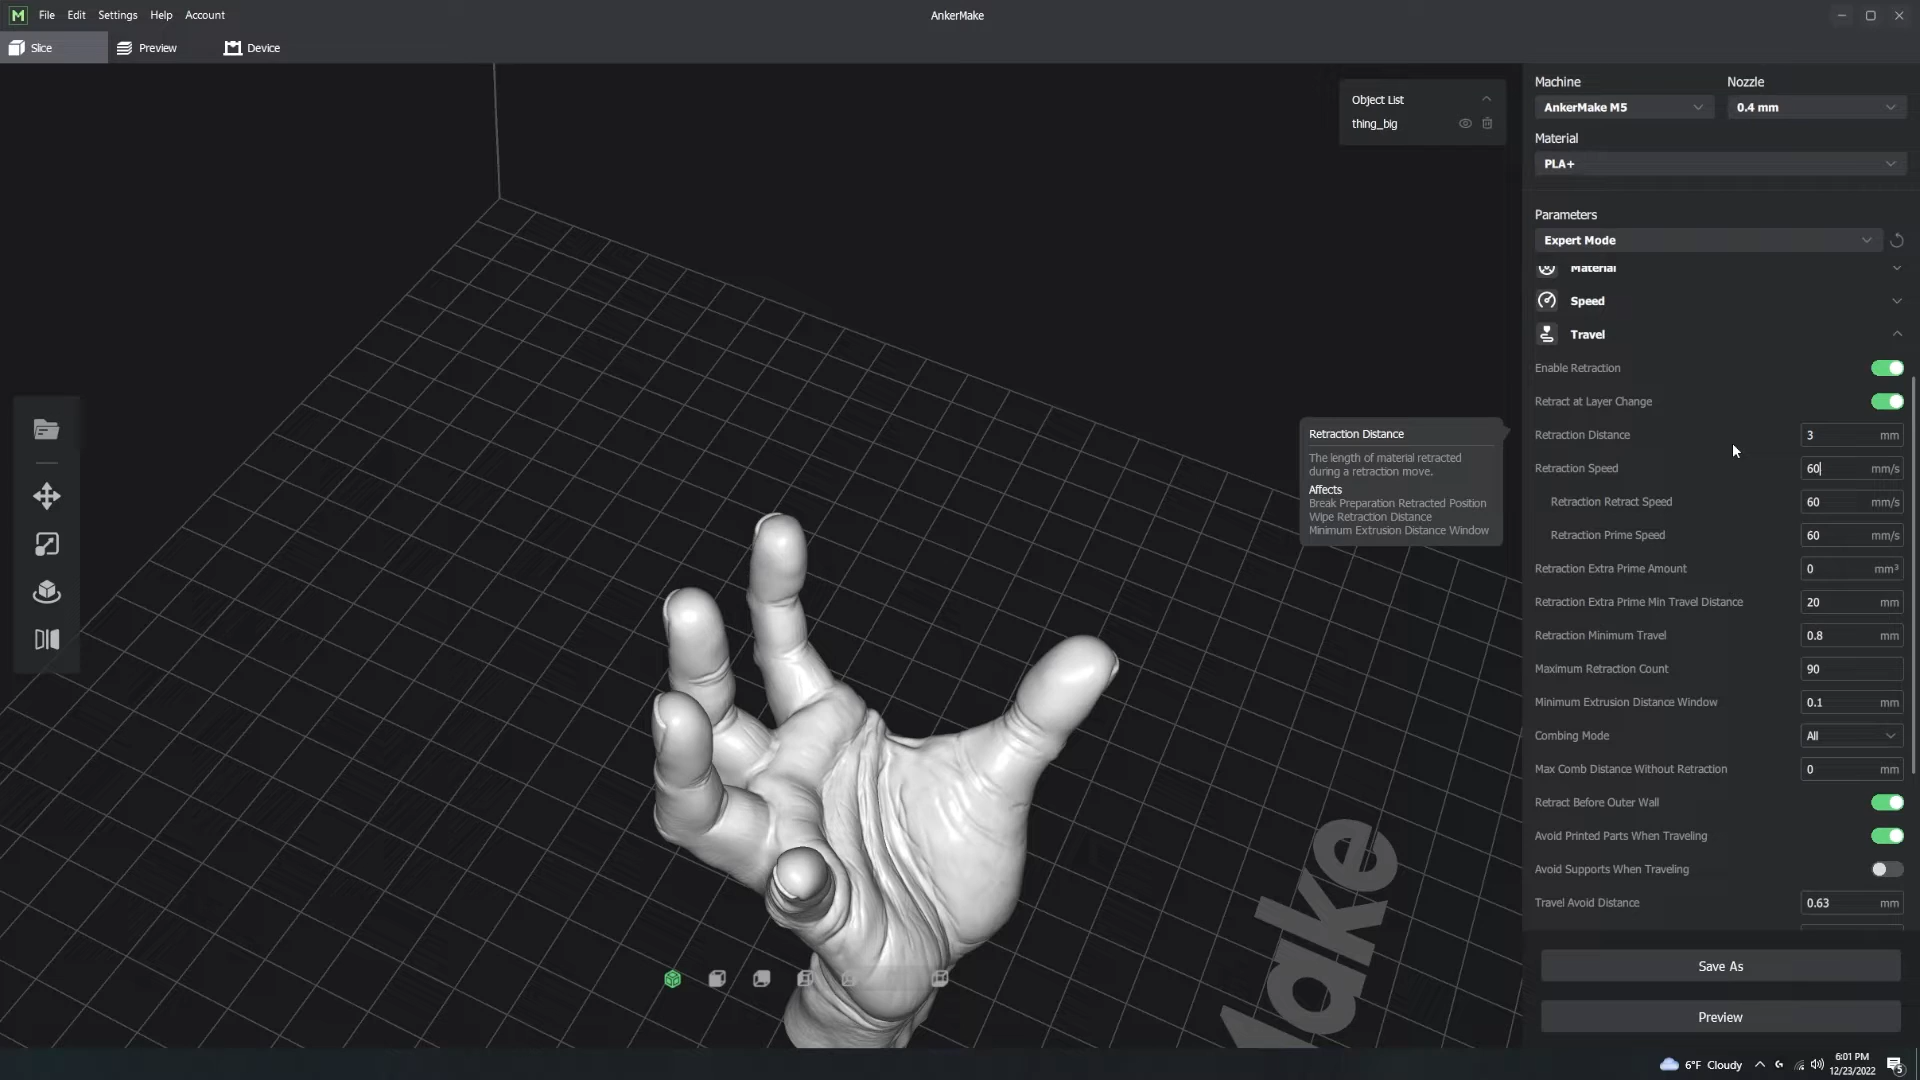 M File Edit Settings Help Account
AnkerMake
Slice Preview Device
Object List
thing_big
Machine Nozzle
AnkerMake M5 0.4 mm
Material
PLA+
Parameters
Expert Mode
Material
Speed
Travel
Enable Retraction
Retract at Layer Change
Retraction Distance 3 mm
Retraction Speed 60 mm/s
Retraction Retract Speed 60 mm/s
Retraction Prime Speed 60 mm/s
Retraction Extra Prime Amount 0 mm³
Retraction Extra Prime Min Travel Distance 20 mm
Retraction Minimum Travel 0.8 mm
Maximum Retraction Count 90
Minimum Extrusion Distance Window 0.1 mm
Combing Mode All
Max Comb Distance Without Retraction 0 mm
Retract Before Outer Wall
Avoid Printed Parts When Traveling
Avoid Supports When Traveling
Travel Avoid Distance 0.63 mm
Save As
Preview
Retraction Distance
The length of material retracted
during a retraction move.
Affects
Break Preparation Retracted Position
Wipe Retraction Distance
Minimum Extrusion Distance Window
Make
6°F Cloudy
6:01 PM
12/23/2022
5